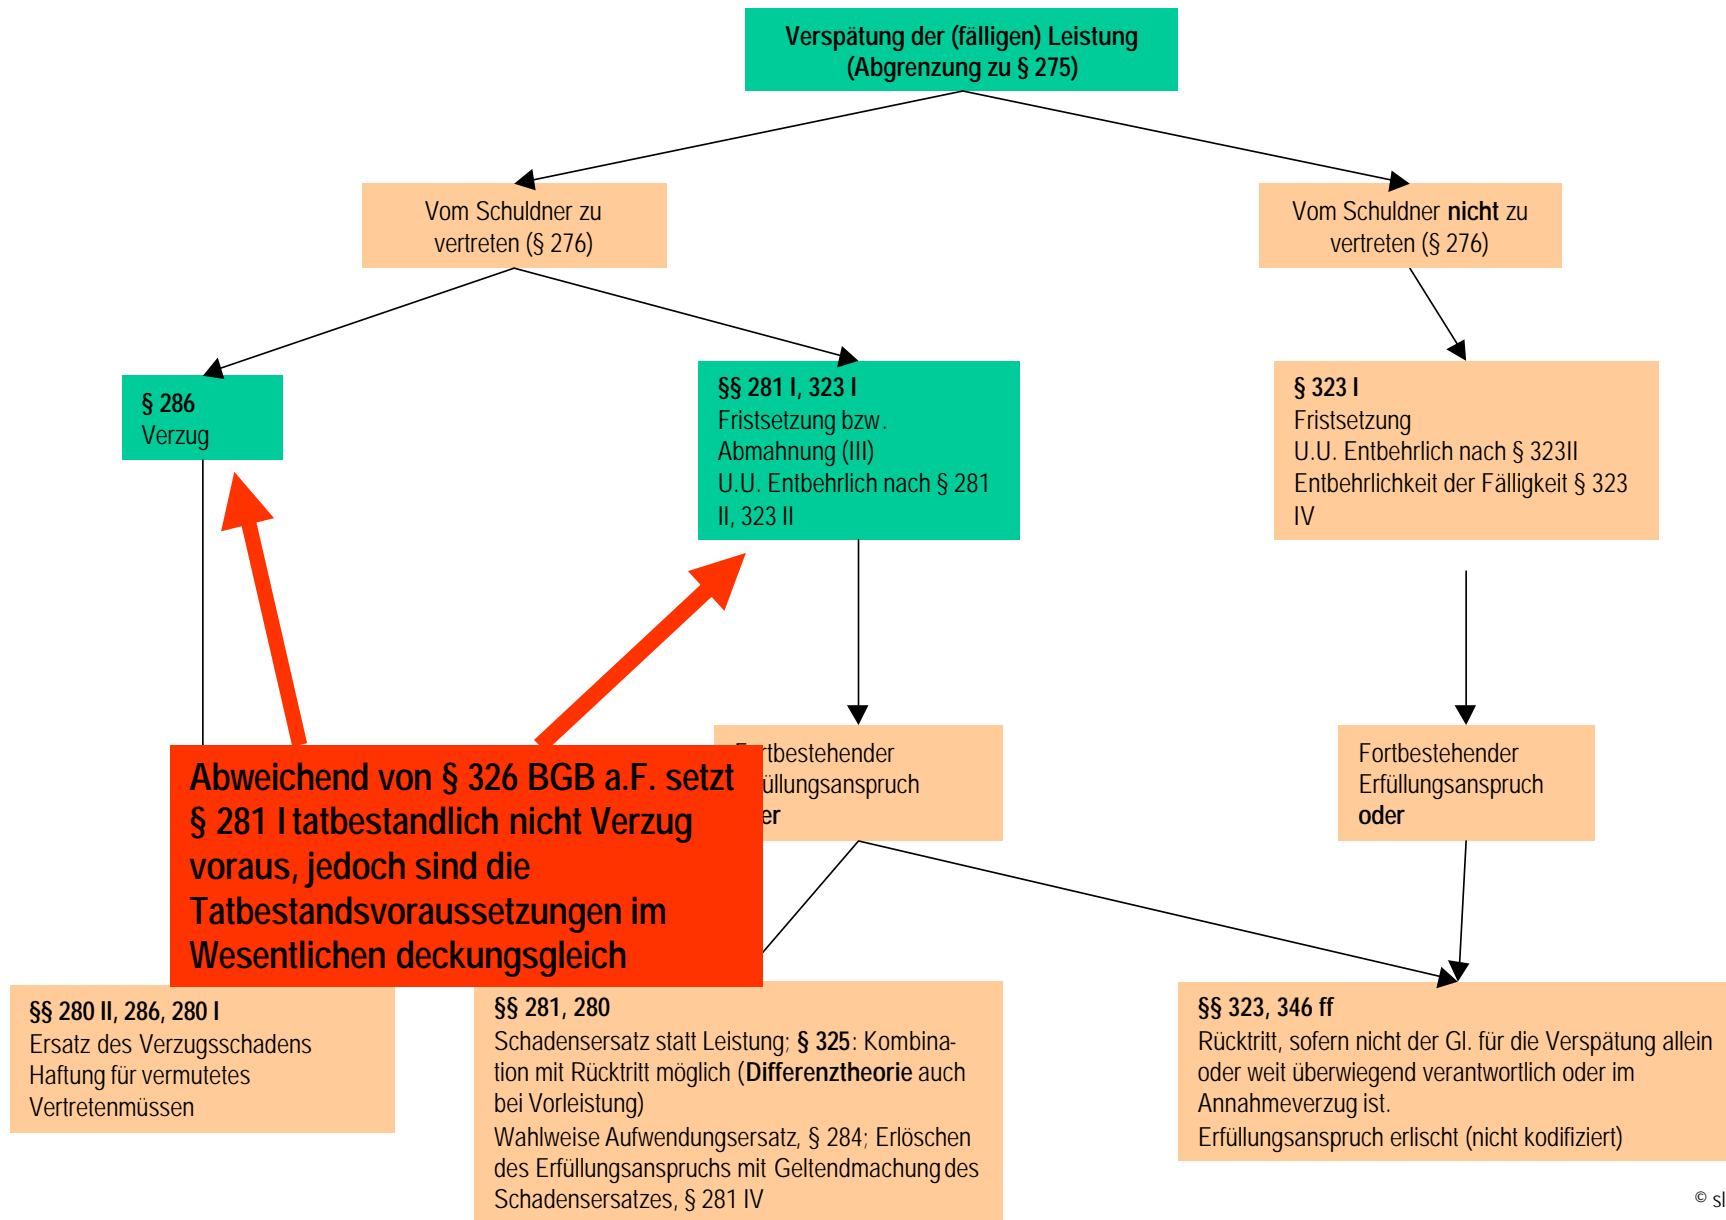 Verspätung der (fälligen) Leistung
(Abgrenzung zu § 275)
Vom Schuldner zu
vertreten (§ 276)
Vom Schuldner nicht zu
vertreten (§ 276)
§ 286
Verzug
§§ 281 I, 323 I
Fristsetzung bzw.
Abmahnung (III)
U.U. Entbehrlich nach § 281
II, 323 II
§ 323 I
Fristsetzung
U.U. Entbehrlich nach § 323II
Entbehrlichkeit der Fälligkeit § 323
IV
Abweichend von § 326 BGB a.F. setzt
§ 281 I tatbestandlich nicht Verzug
voraus, jedoch sind die
Tatbestandsvoraussetzungen im
Wesentlichen deckungsgleich
Fortbestehender
Erfüllungsanspruch
oder
§§ 280 II, 286, 280 I
Ersatz des Verzugsschadens
Haftung für vermutetes
Vertretenmüssen
§§ 281, 280
Schadensersatz statt Leistung; § 325: Kombina-
tion mit Rücktritt möglich (Differenztheorie auch
bei Vorleistung)
Wahlweise Aufwendungsersatz, § 284; Erlöschen
des Erfüllungsanspruchs mit Geltendmachung des
Schadensersatzes, § 281 IV
§§ 323, 346 ff
Rücktritt, sofern nicht der Gl. für die Verspätung allein
oder weit überwiegend verantwortlich oder im
Annahmeverzug ist.
Erfüllungsanspruch erlischt (nicht kodifiziert)
© sl